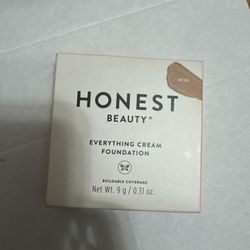 HONEST
BEAUTY®
EVERYTHING CREAM
FOUNDATION
BUILDABLE COVERAGE
Net Wt. 9 g / 0.31 oz.